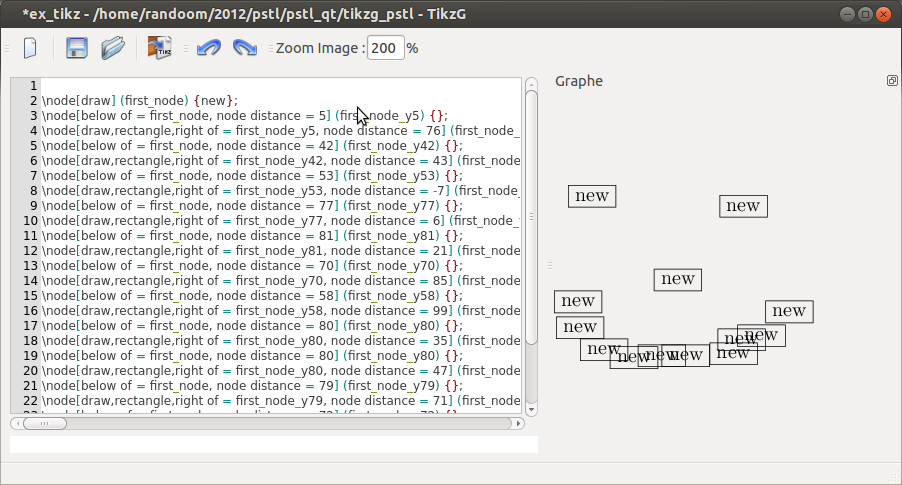 *ex_tikz - /home/randoom/2012/pstl/pstl_qt/tikzg_pstl - TikzG
TIKZ
Zoom Image : 200 %
Graphe
1
2 \node[draw] (first_node) {new};
3 \node[below of = first_node, node distance = 5] (first_node_y5) {};
4 \node[draw,rectangle,right of = first_node_y5, node distance = 76] (first_node_
5 \node[below of = first_node, node distance = 42] (first_node_y42) {};
6 \node[draw,rectangle,right of = first_node_y42, node distance = 43] (first_node
7 \node[below of = first_node, node distance = 53] (first_node_y53) {};
8 \node[draw,rectangle,right of = first_node_y53, node distance = -7] (first_node_
9 \node[below of = first_node, node distance = 77] (first_node_y77) {};
10 \node[draw,rectangle,right of = first_node_y77, node distance = 6] (first_node_
11 \node[below of = first_node, node distance = 81] (first_node_y81) {};
12 \node[draw,rectangle,right of = first_node_y81, node distance = 21] (first_node
13 \node[below of = first_node, node distance = 70] (first_node_y70) {};
14 \node[draw,rectangle,right of = first_node_y70, node distance = 85] (first_node
15 \node[below of = first_node, node distance = 58] (first_node_y58) {};
16 \node[draw,rectangle,right of = first_node_y58, node distance = 99] (first_node
17 \node[below of = first_node, node distance = 80] (first_node_y80) {};
18 \node[draw,rectangle,right of = first_node_y80, node distance = 35] (first_node
19 \node[below of = first_node, node distance = 80] (first_node_y80) {};
20 \node[draw,rectangle,right of = first_node_y80, node distance = 47] (first_node
21 \node[below of = first_node, node distance = 79] (first_node_y79) {};
22 \node[draw,rectangle,right of = first_node_y79, node distance = 71] (first_node
new
new
new
new
new
new
new
new
new
new
new
new
new
new